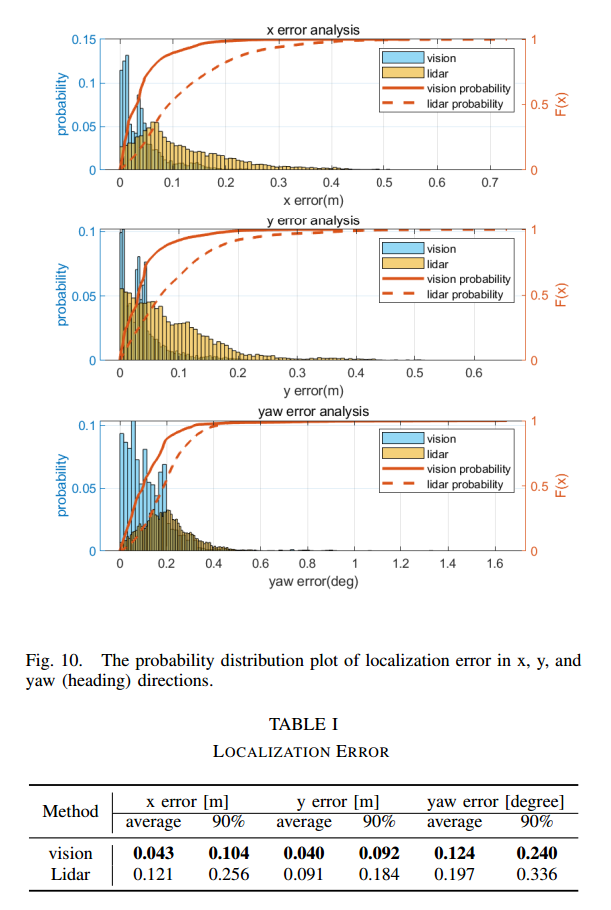 x error analysis
0.15
0.1
0.05
0
probability
vision
lidar
vision probability
lidar probability
1
0.5
0
F(x)
0 0.1 0.2 0.3 0.4 0.5 0.6 0.7
x error(m)
y error analysis
0.1
0.05
0
probability
vision
lidar
vision probability
lidar probability
1
0.5
0
F(x)
0 0.1 0.2 0.3 0.4 0.5 0.6
y error(m)
yaw error analysis
0.1
0.05
0
probability
vision
lidar
vision probability
lidar probability
1
0.5
0
F(x)
0 0.2 0.4 0.6 0.8 1 1.2 1.4 1.6
yaw error(deg)
Fig. 10. The probability distribution plot of localization error in x, y, and
yaw (heading) directions.
TABLE I
LOCALIZATION ERROR
Method x error [m] y error [m] yaw error [degree]
average 90% average 90% average 90%
vision 0.043 0.104 0.040 0.092 0.124 0.240
Lidar 0.121 0.256 0.091 0.184 0.197 0.336